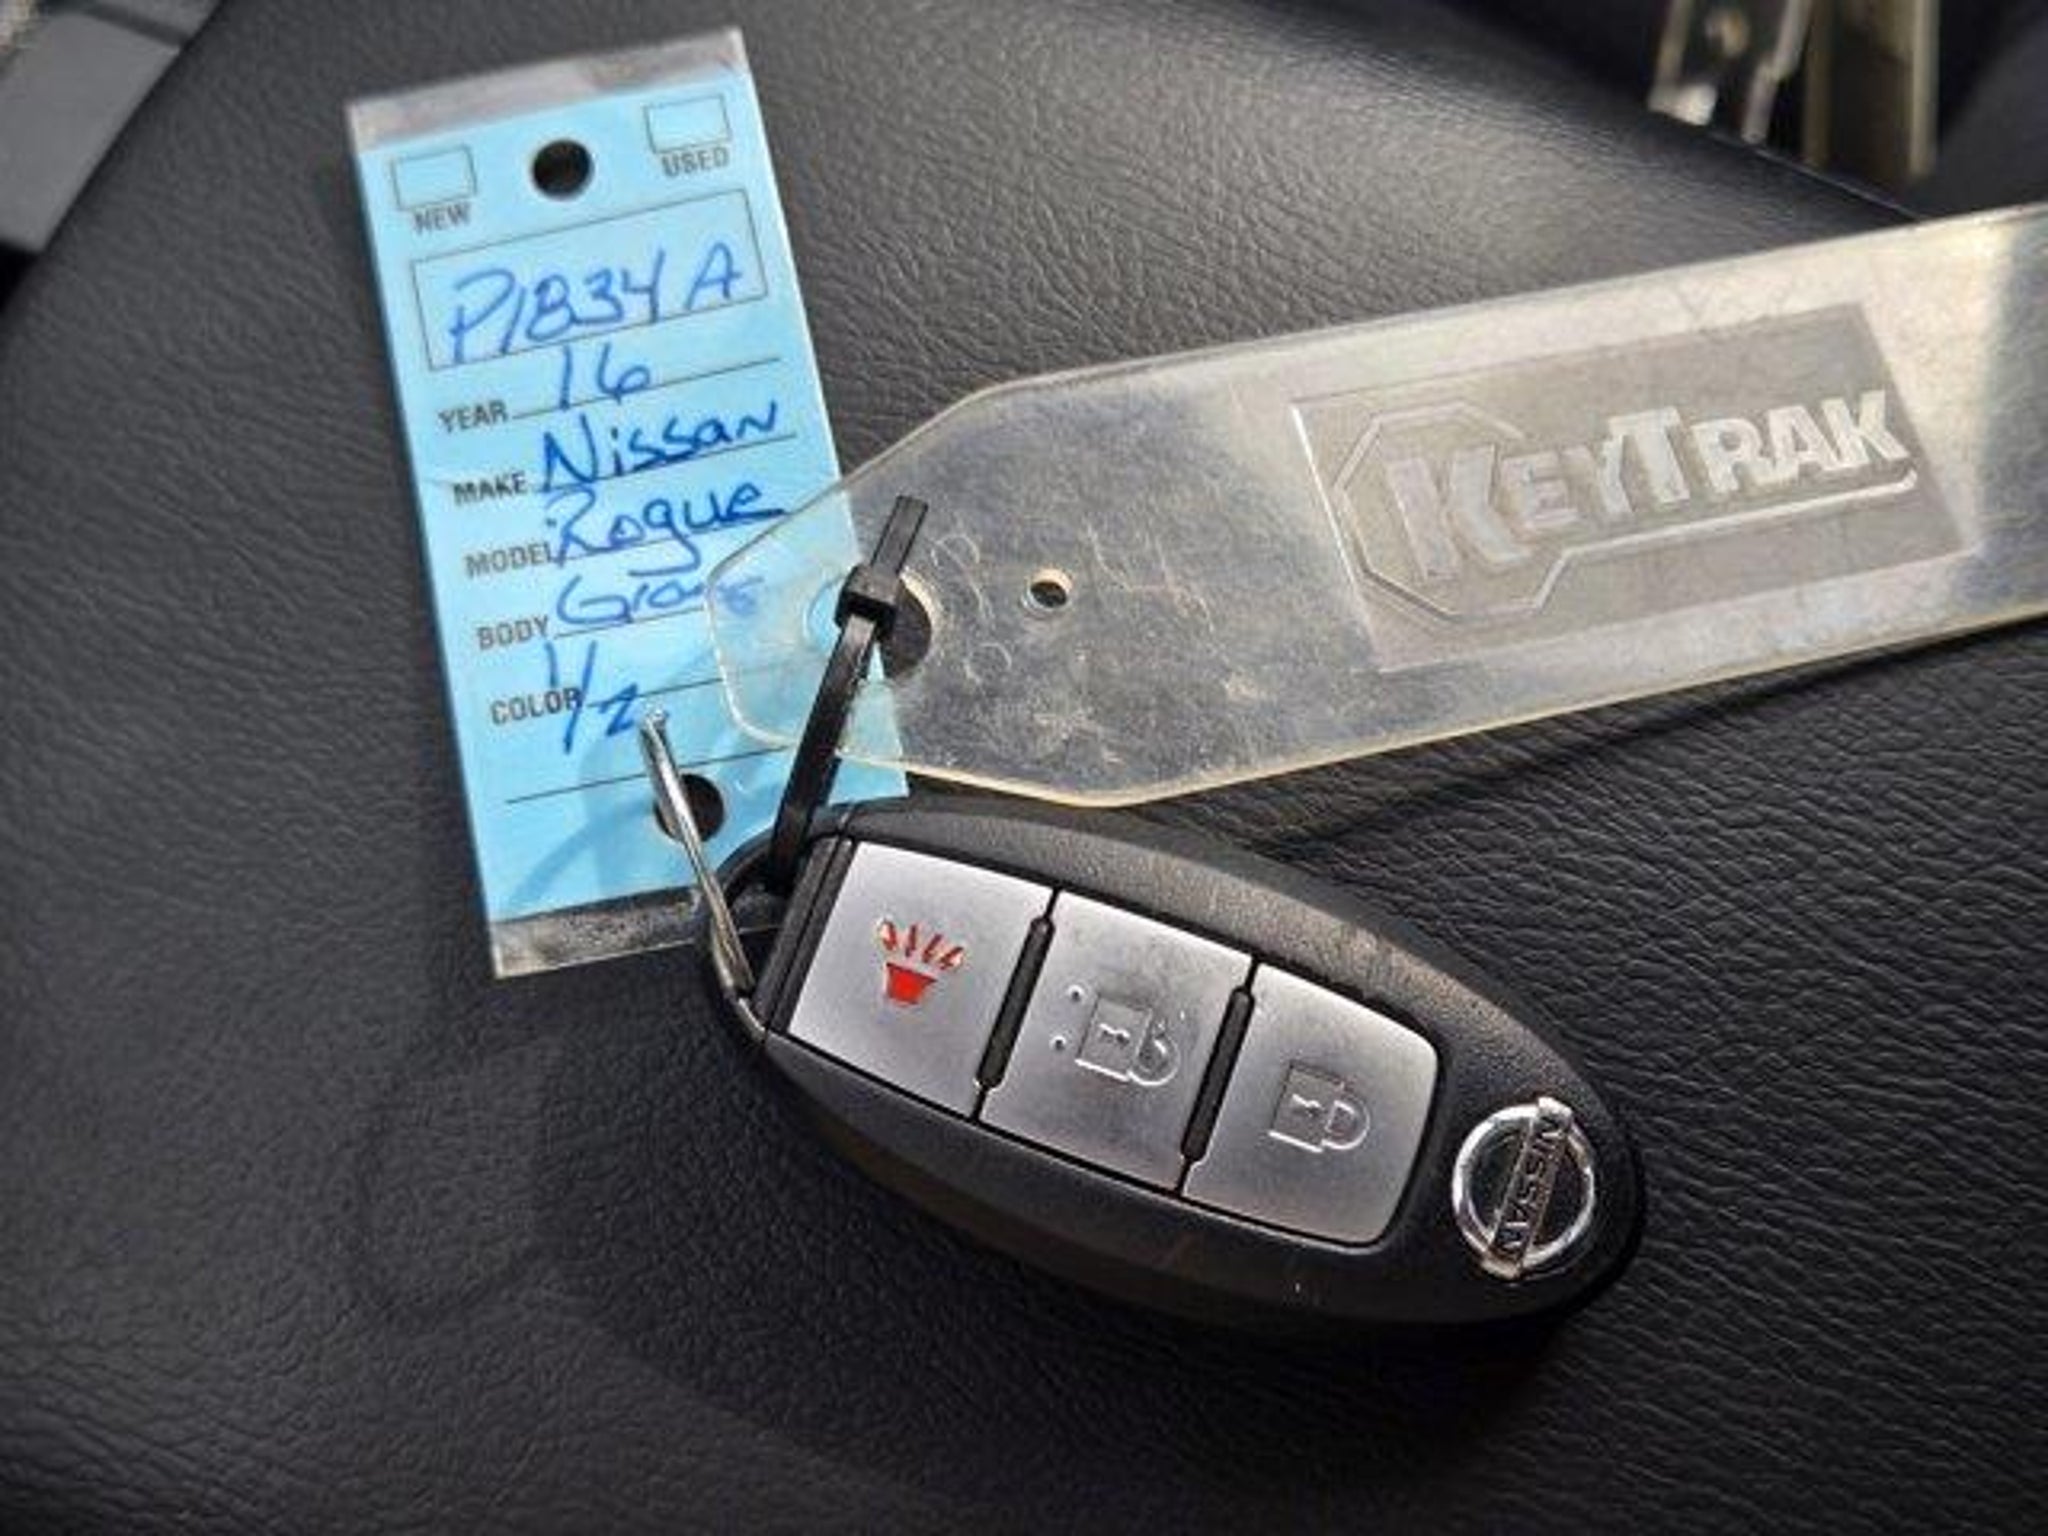 NEW USED
P1834A
YEAR 16
MAKE Nissan
MODEL Rogue
BODY
COLOR 1/2
KEYTRAK
NISSAN